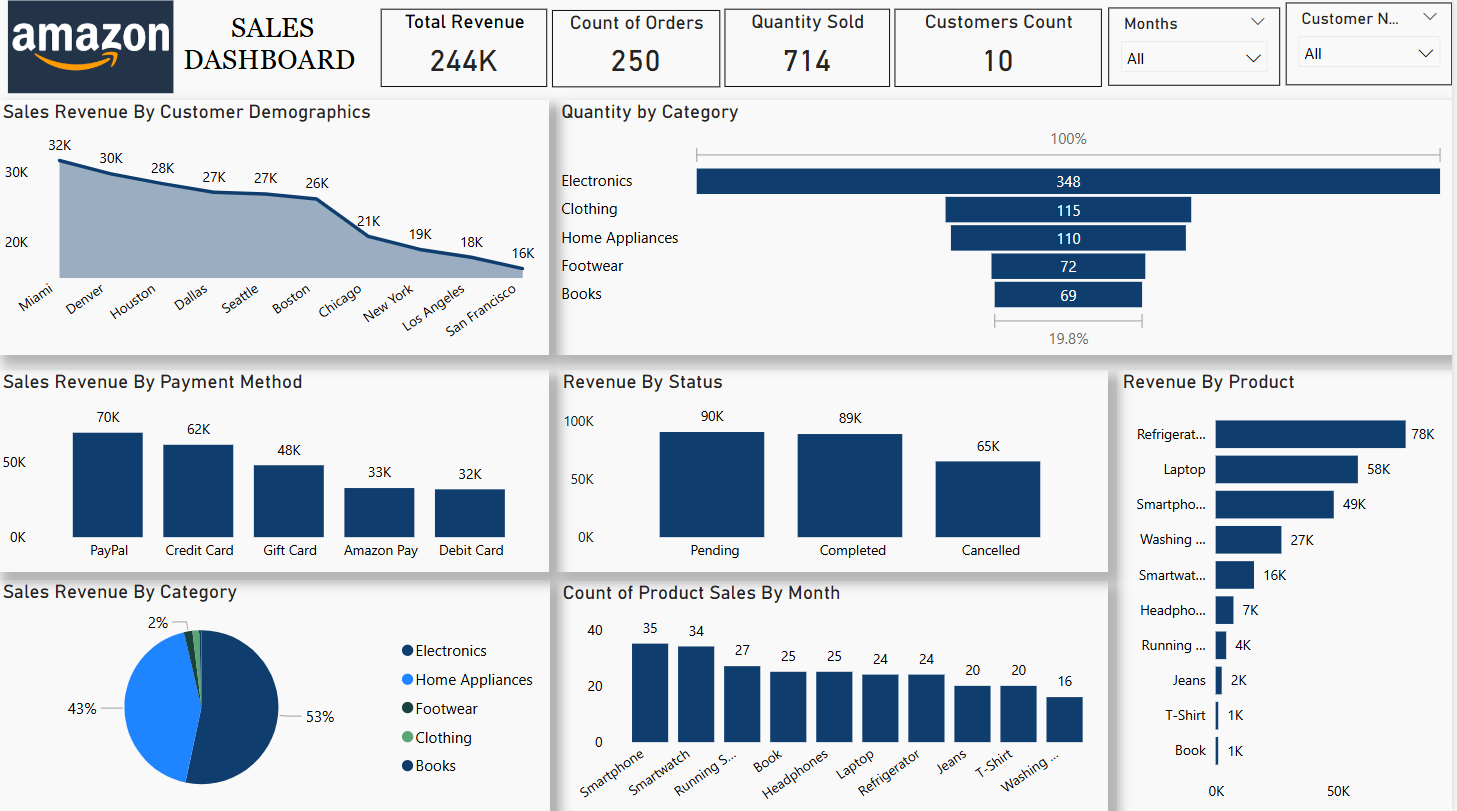 amazon
SALES
DASHBOARD
Total Revenue
244K
Count of Orders
250
Quantity Sold
714
Customers Count
10
Months
All
Customer N...
All
Sales Revenue By Customer Demographics
30K
20K
32K
30K
28K
27K
27K
26K
21K
19K
18K
16K
Miami
Denver
Houston
Dallas
Seattle
Boston
Chicago
New York
Los Angeles
San Francisco
Quantity by Category
100%
Electronics 348
Clothing 115
Home Appliances 110
Footwear 72
Books 69
19.8%
Sales Revenue By Payment Method
50K
0K
70K
62K
48K
33K
32K
PayPal
Credit Card
Gift Card
Amazon Pay
Debit Card
Revenue By Status
100K
50K
0K
90K
89K
65K
Pending
Completed
Cancelled
Revenue By Product
Refrigerat... 78K
Laptop 58K
Smartpho... 49K
Washing ... 27K
Smartwat... 16K
Headpho... 7K
Running ... 4K
Jeans 2K
T-Shirt 1K
Book 1K
0K
50K
Sales Revenue By Category
2%
43%
53%
Electronics
Home Appliances
Footwear
Clothing
Books
Count of Product Sales By Month
40
20
0
35
34
27
25
25
24
24
20
20
16
Smartphone
Smartwatch
Running S...
Book
Headphones
Laptop
Refrigerator
Jeans
T-Shirt
Washing ...